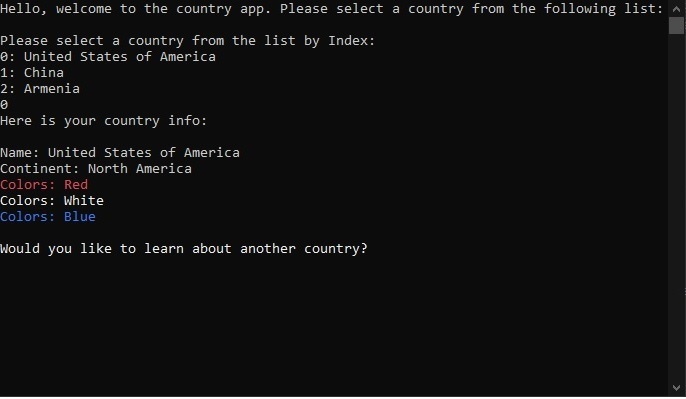 Hello, welcome to the country app. Please select a country from the following list:
Please select a country from the list by Index:
0: United States of America
1: China
2: Armenia
0
Here is your country info:
Name: United States of America
Continent: North America
Colors: Red
Colors: White
Colors: Blue
Would you like to learn about another country?